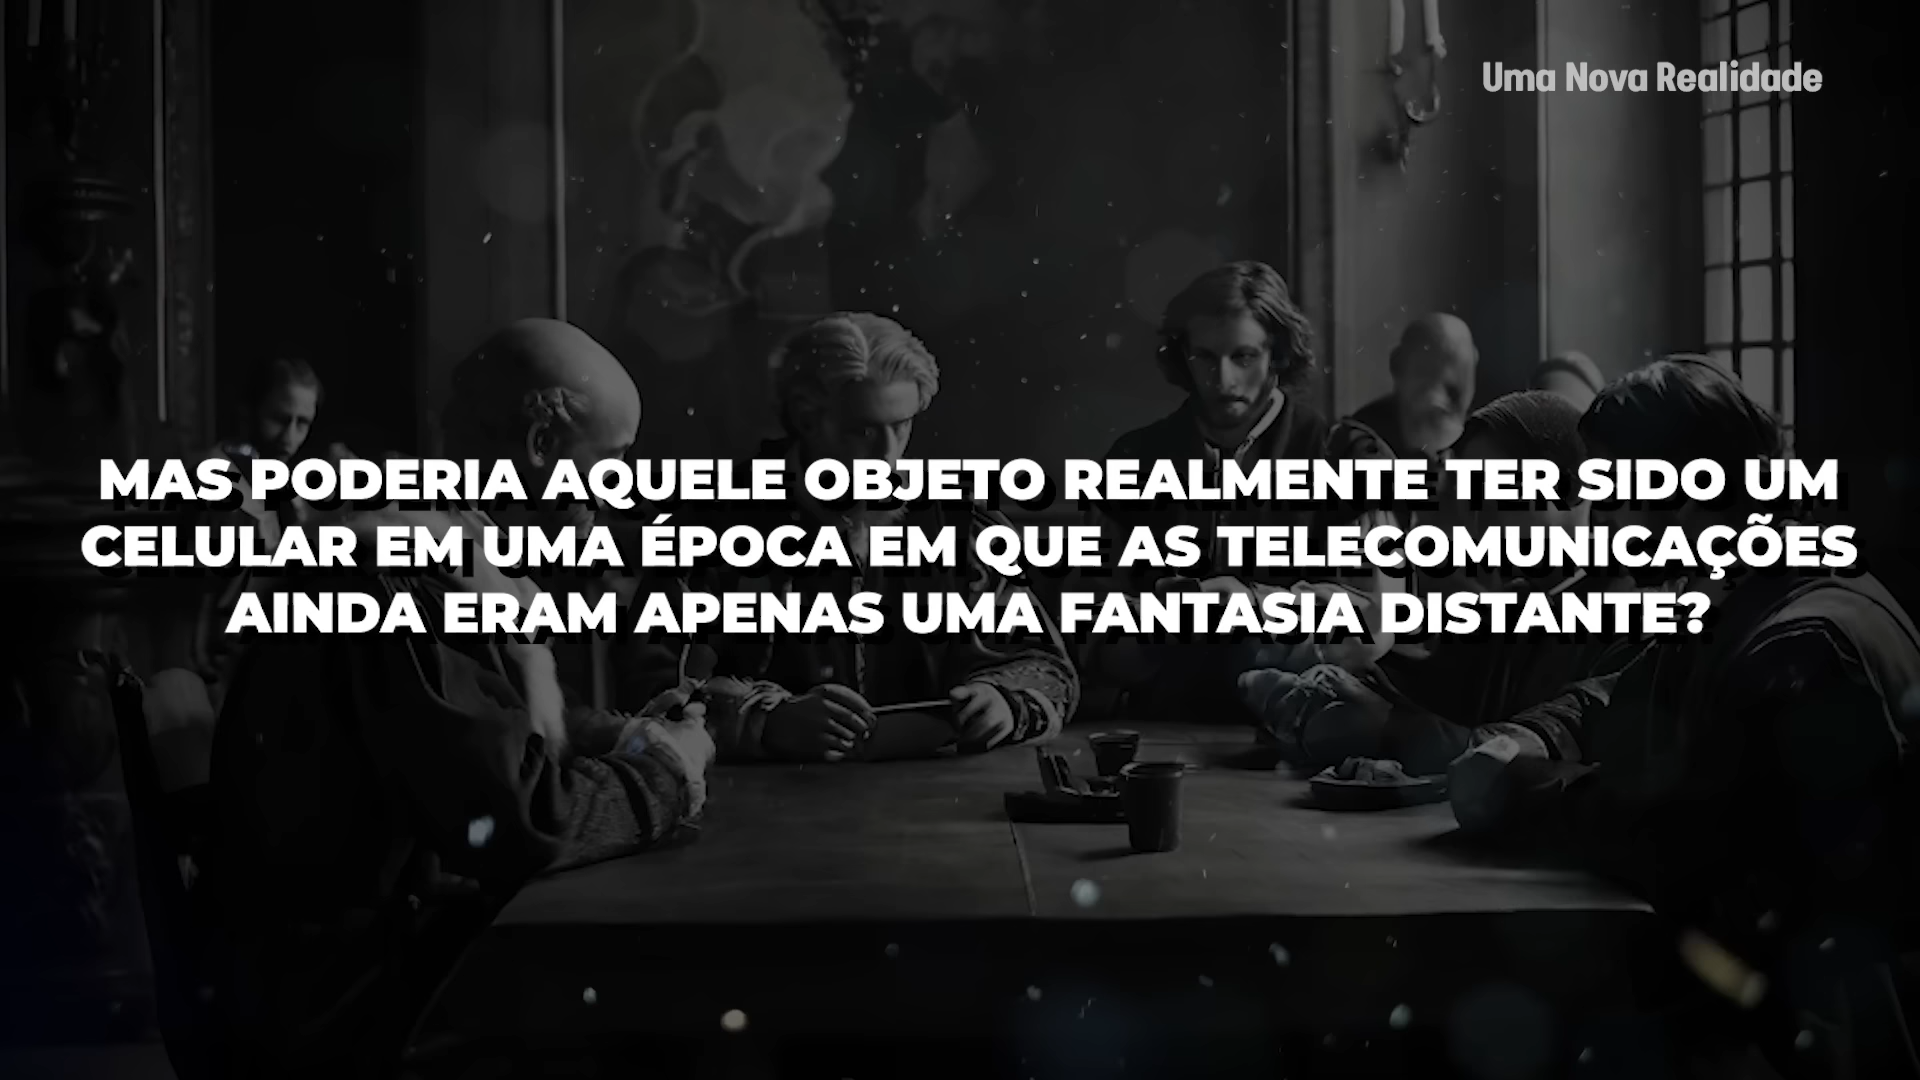 Uma Nova Realidade
MAS PODERIA AQUELE OBJETO REALMENTE TER SIDO UM
CELULAR EM UMA ÉPOCA EM QUE AS TELECOMUNICAÇÕES
AINDA ERAM APENAS UMA FANTASIA DISTANTE?